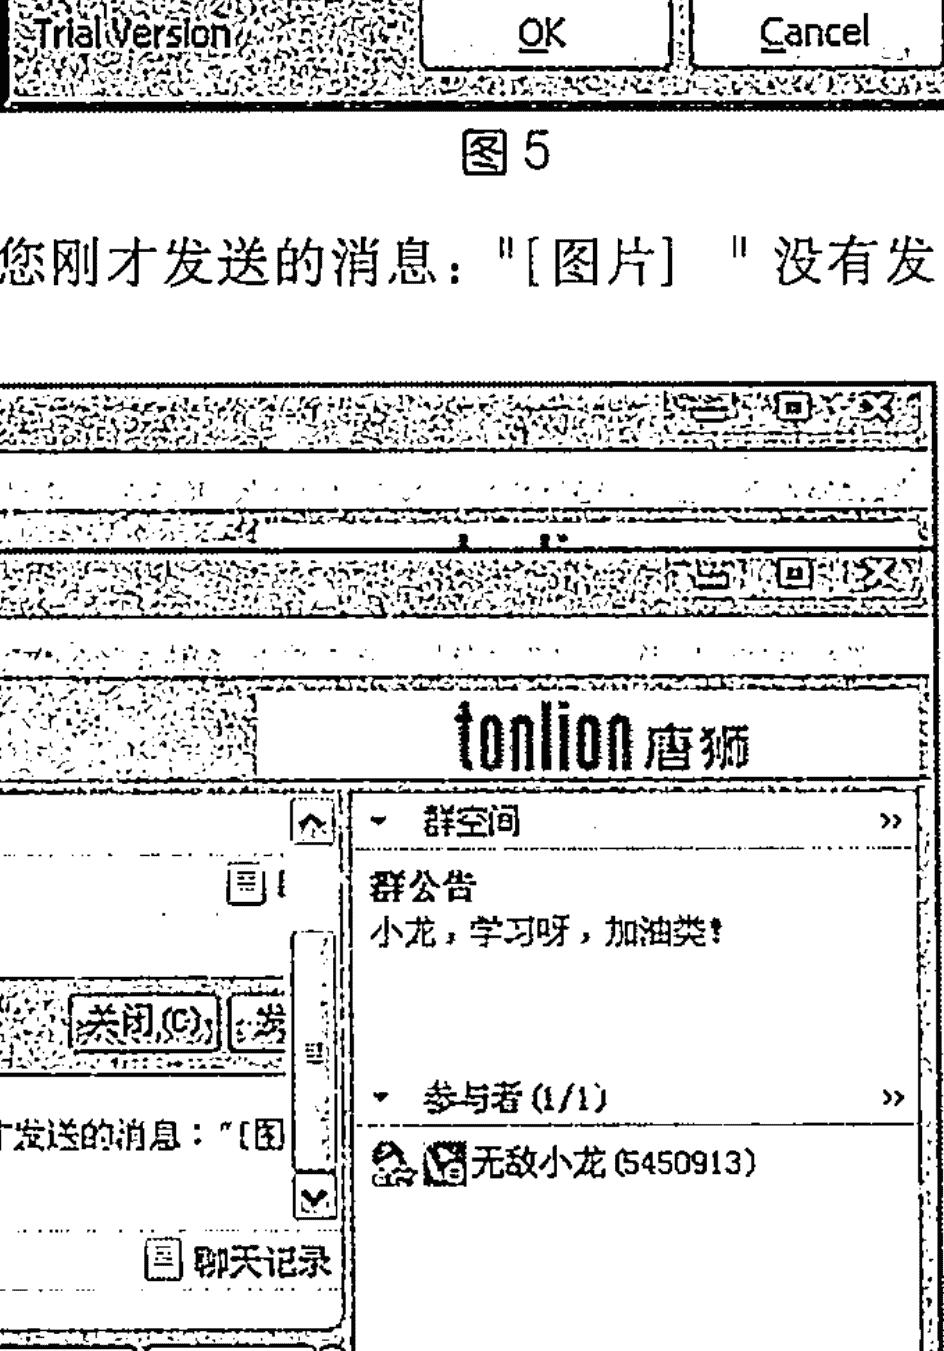 Trial Version OK Cancel
图 5
您刚才发送的消息："[图片] " 没有发
tonlion 唐狮
群空间 »
群公告
小龙，学习呀，加油类!
关闭(C) 发
参与者(1/1) »
才发送的消息："[图
无敌小龙(5450913)
聊天记录